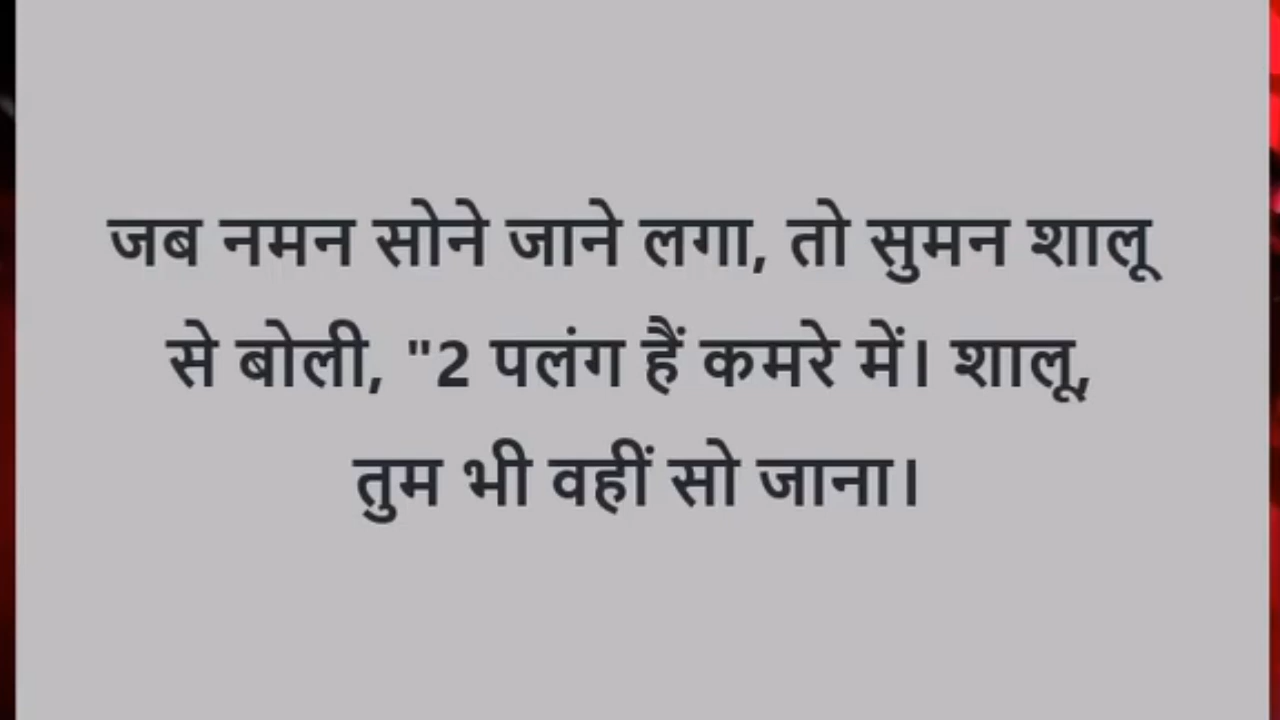 जब नमन सोने जाने लगा, तो सुमन शालू
से बोली, "2 पलंग हैं कमरे में। शालू,
तुम भी वहीं सो जाना।